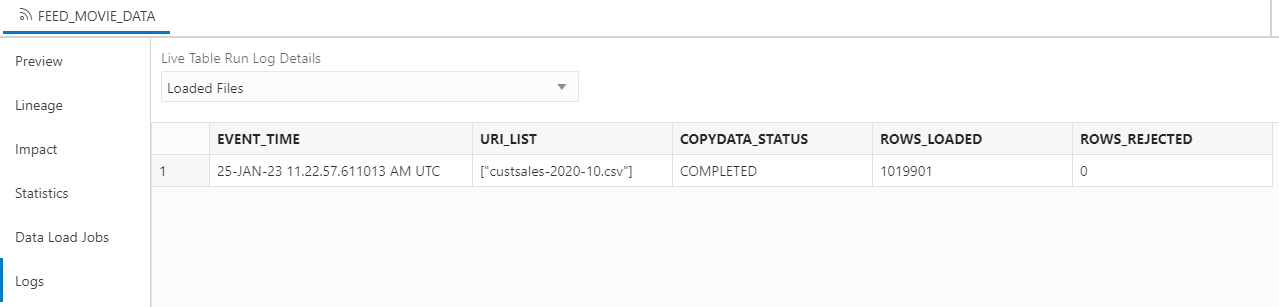 FEED_MOVIE_DATA
Preview
Lineage
Impact
Statistics
Data Load Jobs
Logs
Live Table Run Log Details
Loaded Files
EVENT_TIME URI_LIST COPYDATA_STATUS ROWS_LOADED ROWS_REJECTED
1 25-JAN-23 11.22.57.611013 AM UTC ["custsales-2020-10.csv"] COMPLETED 1019901 0